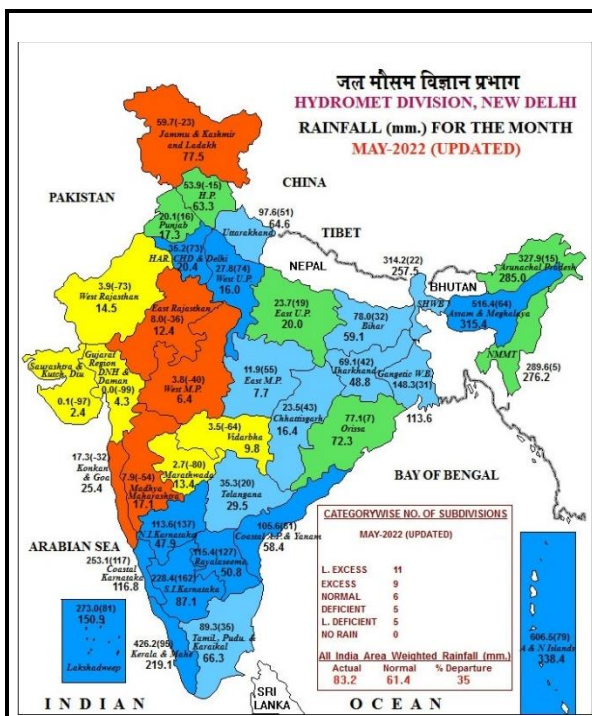 जल मौसम विज्ञान प्रभाग
HYDROMET DIVISION, NEW DELHI
RAINFALL (mm.) FOR THE MONTH
MAY-2022 (UPDATED)
59.7(-23)
Jammu & Kashmir
and Ladakh
77.5
CHINA
PAKISTAN
53.9(-15)
H.P.
63.3
20.1(16)
Punjab
17.3
97.6(51)
Uttarakhand
64.6
TIBET
35.2(73)
HAR. CHD & Delhi
20.4
27.8(74)
West U.P.
16.0
NEPAL
314.2(22)
257.5
SHWB
BHUTAN
327.9(15)
Arunachal Pradesh
285.0
3.9(-73)
West Rajasthan
14.5
East Rajasthan
8.0(-36)
12.4
23.7(19)
East U.P.
20.0
78.0(32)
Bihar
59.1
516.4(64)
Assam & Meghalaya
315.4
NMMT
289.6(5)
276.2
Saurashtra &
Kutch, Diu
0.1(-97)
2.4
Gujarat
Region
DNH &
Daman
0.0(-99)
4.3
3.8(-40)
West M.P.
6.4
11.9(55)
East M.P.
7.7
69.1(42)
Jharkhand
48.8
Gangetic W.B.
148.3(31)
113.6
23.5(43)
Chhattisgarh
16.4
77.1(7)
Orissa
72.3
3.5(-64)
Vidarbha
9.8
17.3(-32)
Konkan
& Goa
25.4
2.7(-80)
Marathwada
13.4
7.9(-54)
Madhya
Maharashtra
17.1
35.3(20)
Telangana
29.5
BAY OF BENGAL
ARABIAN SEA
113.6(137)
N.I.Karnataka
47.9
105.6(81)
Coastal A.P. & Yanam
58.4
115.4(127)
Rayalaseema
50.8
253.1(117)
Coastal
Karnataka
116.8
228.4(162)
S.I.Karnataka
87.1
273.0(81)
150.9
Lakshadweep
89.3(35)
Tamil, Pudu. &
Karaikal
66.3
426.2(95)
Kerala & Mahe
219.1
606.5(79)
A & N Islands
338.4
CATEGORYWISE NO. OF SUBDIVISIONS
MAY-2022 (UPDATED)
L. EXCESS 11
EXCESS 9
NORMAL 6
DEFICIENT 5
L. DEFICIENT 5
NO RAIN 0
All India Area Weighted Rainfall (mm.)
Actual Normal % Departure
83.2 61.4 35
SRI
LANKA
INDIAN OCEAN